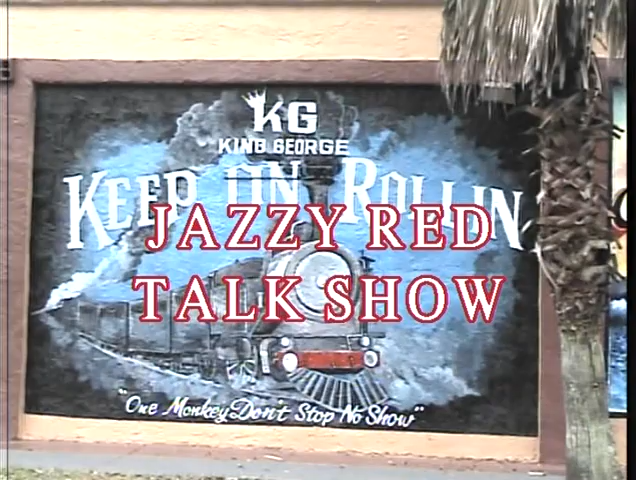 KG
KING GEORGE
KEEP ON ROLLIN
JAZZY RED
TALK SHOW
"One Monkey Don't Stop No Show"